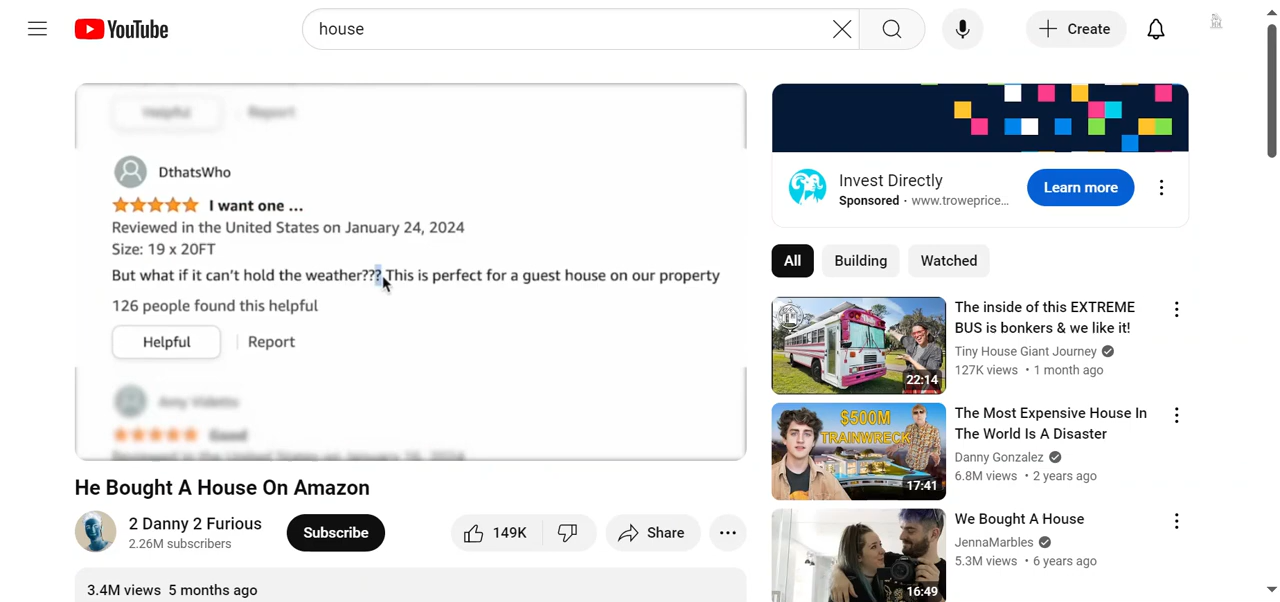 YouTube
house
Create
Helpful
Report
DthatsWho
I want one ...
Reviewed in the United States on January 24, 2024
Size: 19 x 20FT
But what if it can't hold the weather??? This is perfect for a guest house on our property
126 people found this helpful
Helpful
Report
Amy Videtto
Good
He Bought A House On Amazon
2 Danny 2 Furious
2.26M subscribers
Subscribe
149K
Share
3.4M views 5 months ago
Invest Directly
Sponsored · www.troweprice...
Learn more
All
Building
Watched
22:14
The inside of this EXTREME
BUS is bonkers & we like it!
Tiny House Giant Journey
127K views • 1 month ago
$500M
TRAINWRECK
17:41
The Most Expensive House In
The World Is A Disaster
Danny Gonzalez
6.8M views • 2 years ago
16:49
We Bought A House
JennaMarbles
5.3M views • 6 years ago